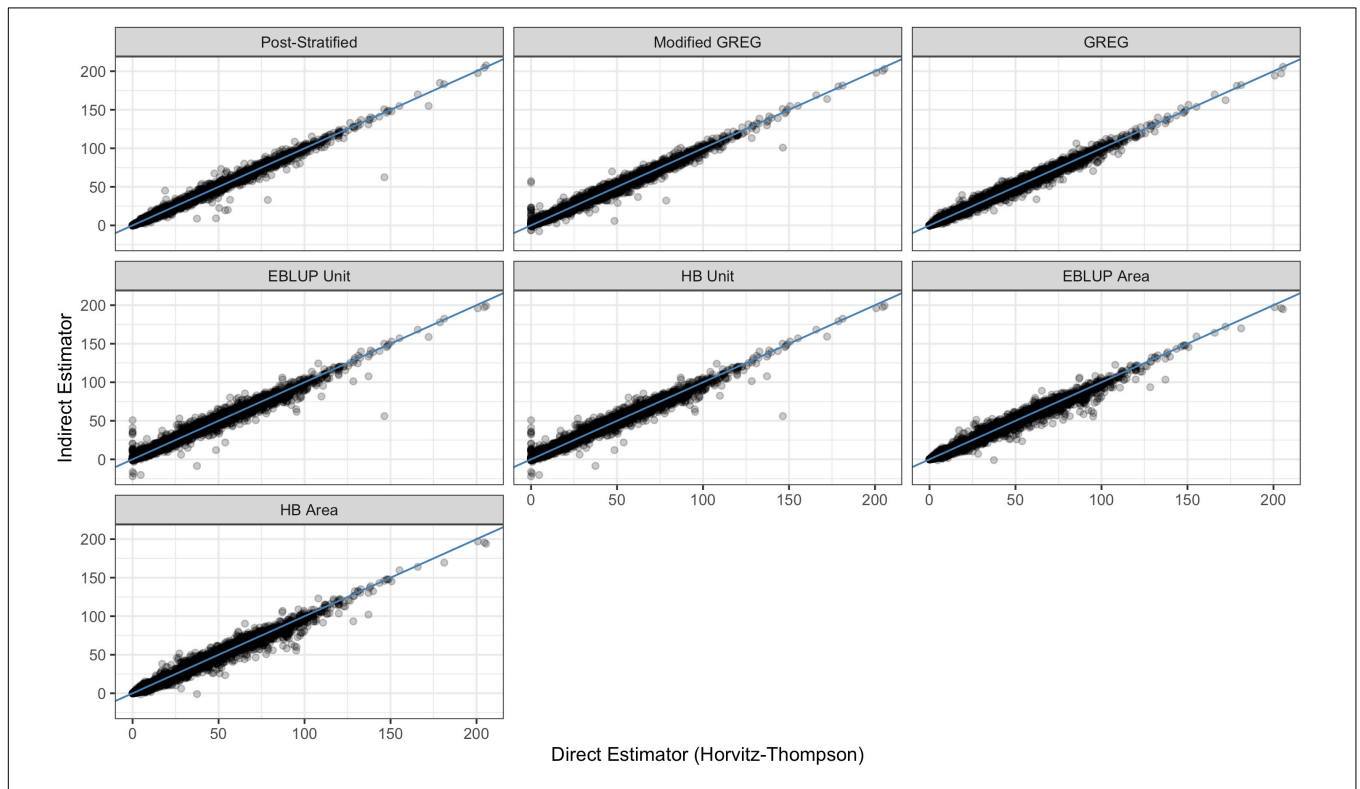 Post-Stratified
Modified GREG
GREG
200
150
100
50
0
EBLUP Unit
HB Unit
EBLUP Area
200
150
100
50
0
0 50 100 150 200
0 50 100 150 200
HB Area
200
150
100
50
0
0 50 100 150 200
Indirect Estimator
Direct Estimator (Horvitz-Thompson)